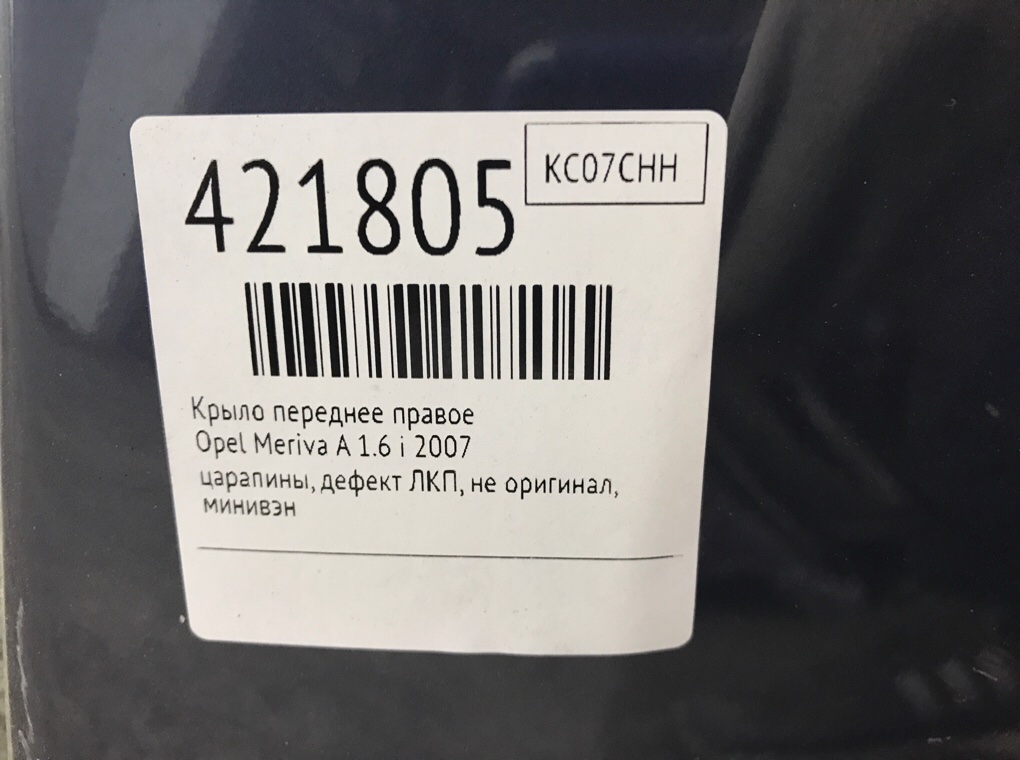 421805
KC07CHH
Крыло переднее правое
Opel Meriva A 1.6 i 2007
царапины, дефект ЛКП, не оригинал,
минивэн